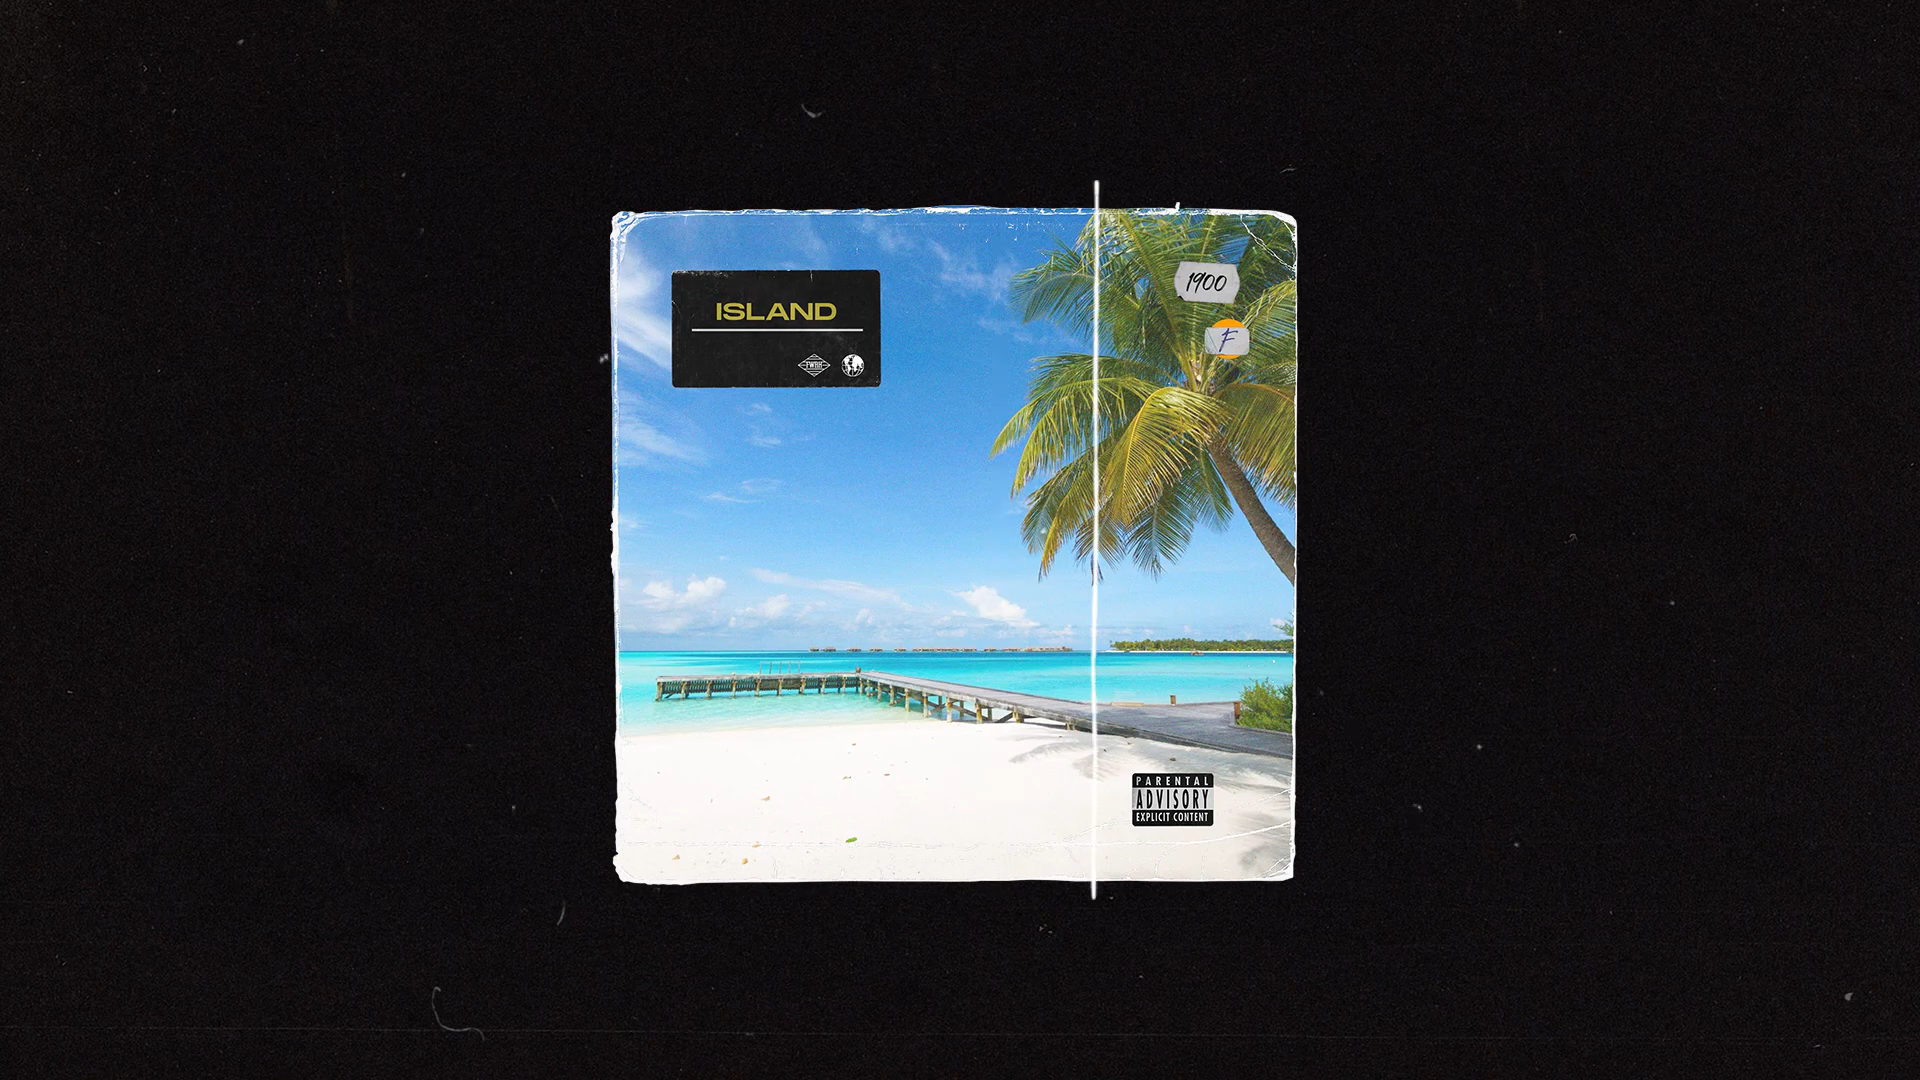 ISLAND
1900
F
PARENTAL
ADVISORY
EXPLICIT CONTENT